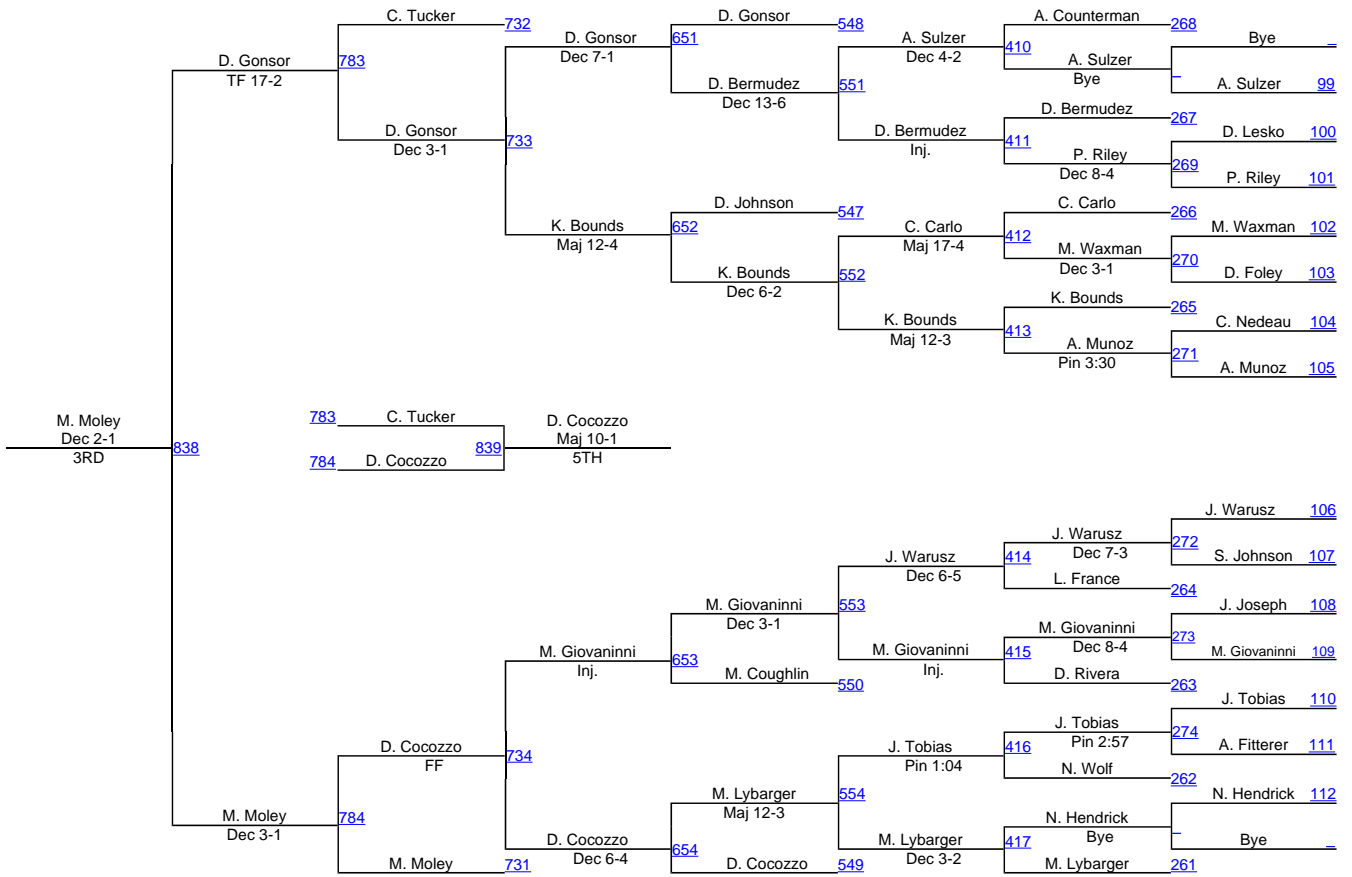 C. Tucker 732 D. Gonsor 548 A. Counterman 268
D. Gonsor 651 A. Sulzer Bye _
Dec 7-1 Dec 4-2 410
D. Gonsor 783 A. Sulzer _
TF 17-2 D. Bermudez 551 Bye A. Sulzer 99
Dec 13-6
D. Bermudez 267
D. Gonsor 733 D. Bermudez 411 D. Lesko 100
Dec 3-1 Inj. P. Riley 269
Dec 8-4 P. Riley 101
D. Johnson 547 C. Carlo 266
K. Bounds 652 C. Carlo 412 M. Waxman 102
Maj 12-4 Maj 17-4 M. Waxman 270
K. Bounds 552 Dec 3-1 D. Foley 103
Dec 6-2 K. Bounds 265
K. Bounds 413 C. Nedeau 104
Maj 12-3 A. Munoz 271
Pin 3:30 A. Munoz 105
M. Moley 783 C. Tucker D. Cocozzo
Dec 2-1 838 839 Maj 10-1
3RD 784 D. Cocozzo 5TH
J. Warusz 106
J. Warusz 272
J. Warusz 414 Dec 7-3 S. Johnson 107
Dec 6-5 L. France 264
M. Giovaninni 553 J. Joseph 108
Dec 3-1 M. Giovaninni 273
M. Giovaninni 653 M. Giovaninni 415 Dec 8-4 M. Giovaninni 109
Inj. M. Coughlin 550 Inj. D. Rivera 263
J. Tobias 110
J. Tobias 274
D. Cocozzo 734 J. Tobias 416 Pin 2:57 A. Fitterer 111
FF Pin 1:04 N. Wolf 262
M. Lybarger 554 N. Hendrick 112
M. Moley 784 Maj 12-3 N. Hendrick _
Dec 3-1 D. Cocozzo 654 M. Lybarger 417 Bye Bye _
Dec 6-4 Dec 3-2
M. Moley 731 D. Cocozzo 549 M. Lybarger 261